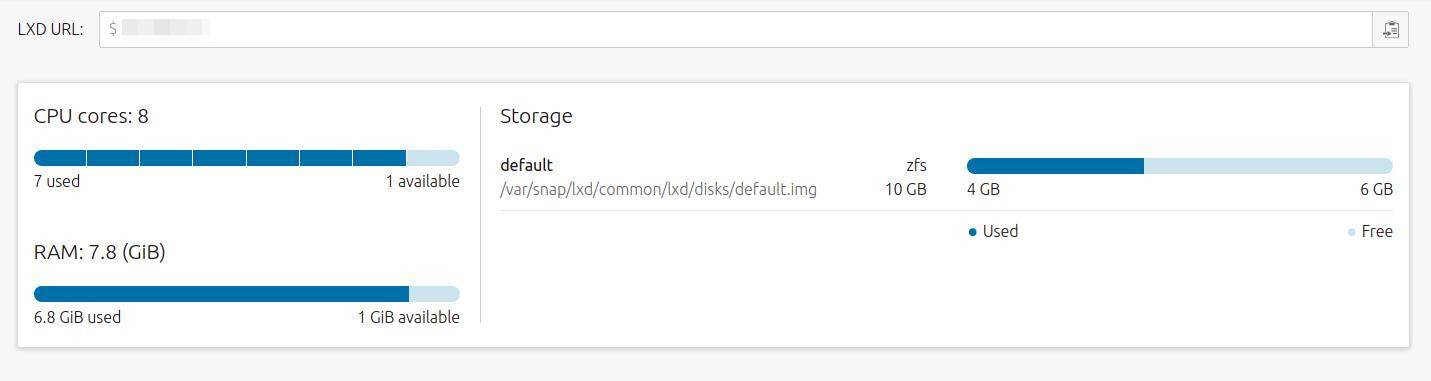 LXD URL: $
CPU cores: 8
7 used 1 available
RAM: 7.8 (GiB)
6.8 GiB used 1 GiB available
Storage
default zfs
/var/snap/lxd/common/lxd/disks/default.img 10 GB 4 GB 6 GB
Used Free